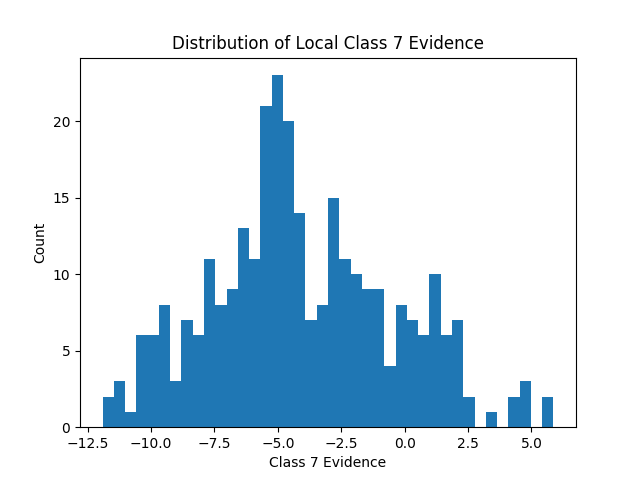 Distribution of Local Class 7 Evidence
Count
20
15
10
5
0
−12.5 −10.0 −7.5 −5.0 −2.5 0.0 2.5 5.0
Class 7 Evidence